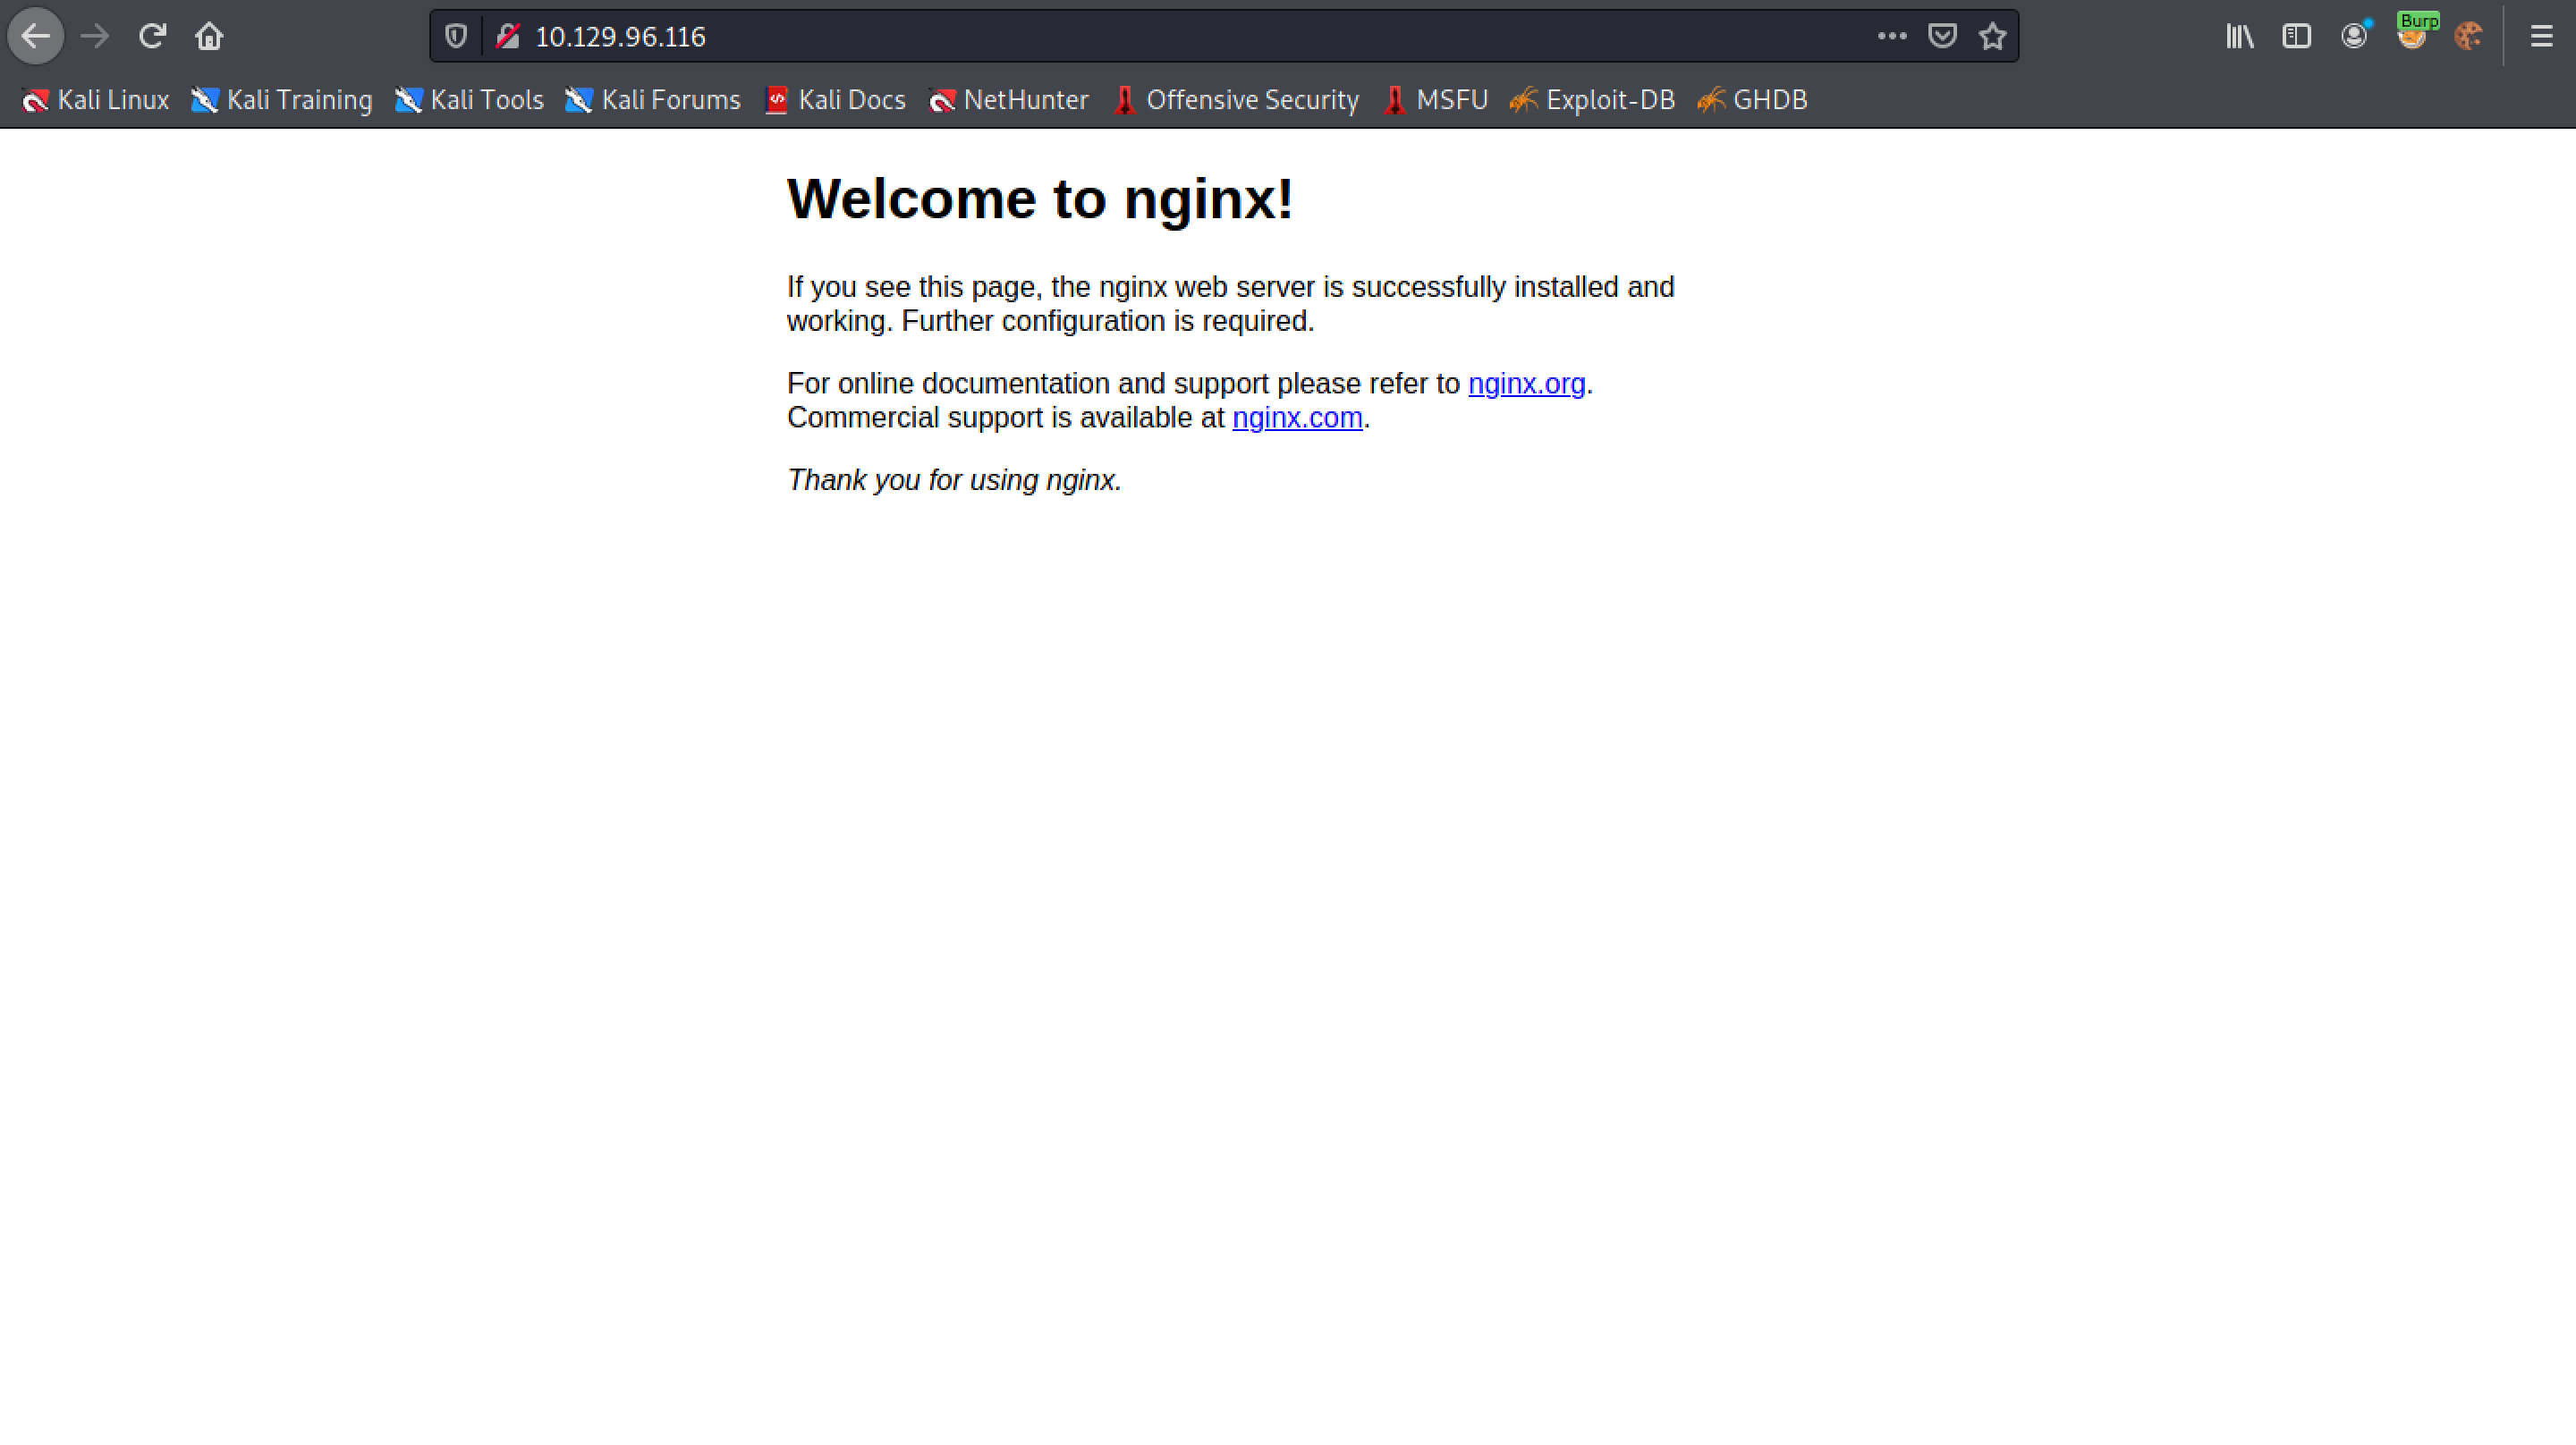 10.129.96.116
Burp
Kali Linux Kali Training Kali Tools Kali Forums Kali Docs NetHunter Offensive Security MSFU Exploit-DB GHDB
Welcome to nginx!
If you see this page, the nginx web server is successfully installed and
working. Further configuration is required.
For online documentation and support please refer to nginx.org.
Commercial support is available at nginx.com.
Thank you for using nginx.